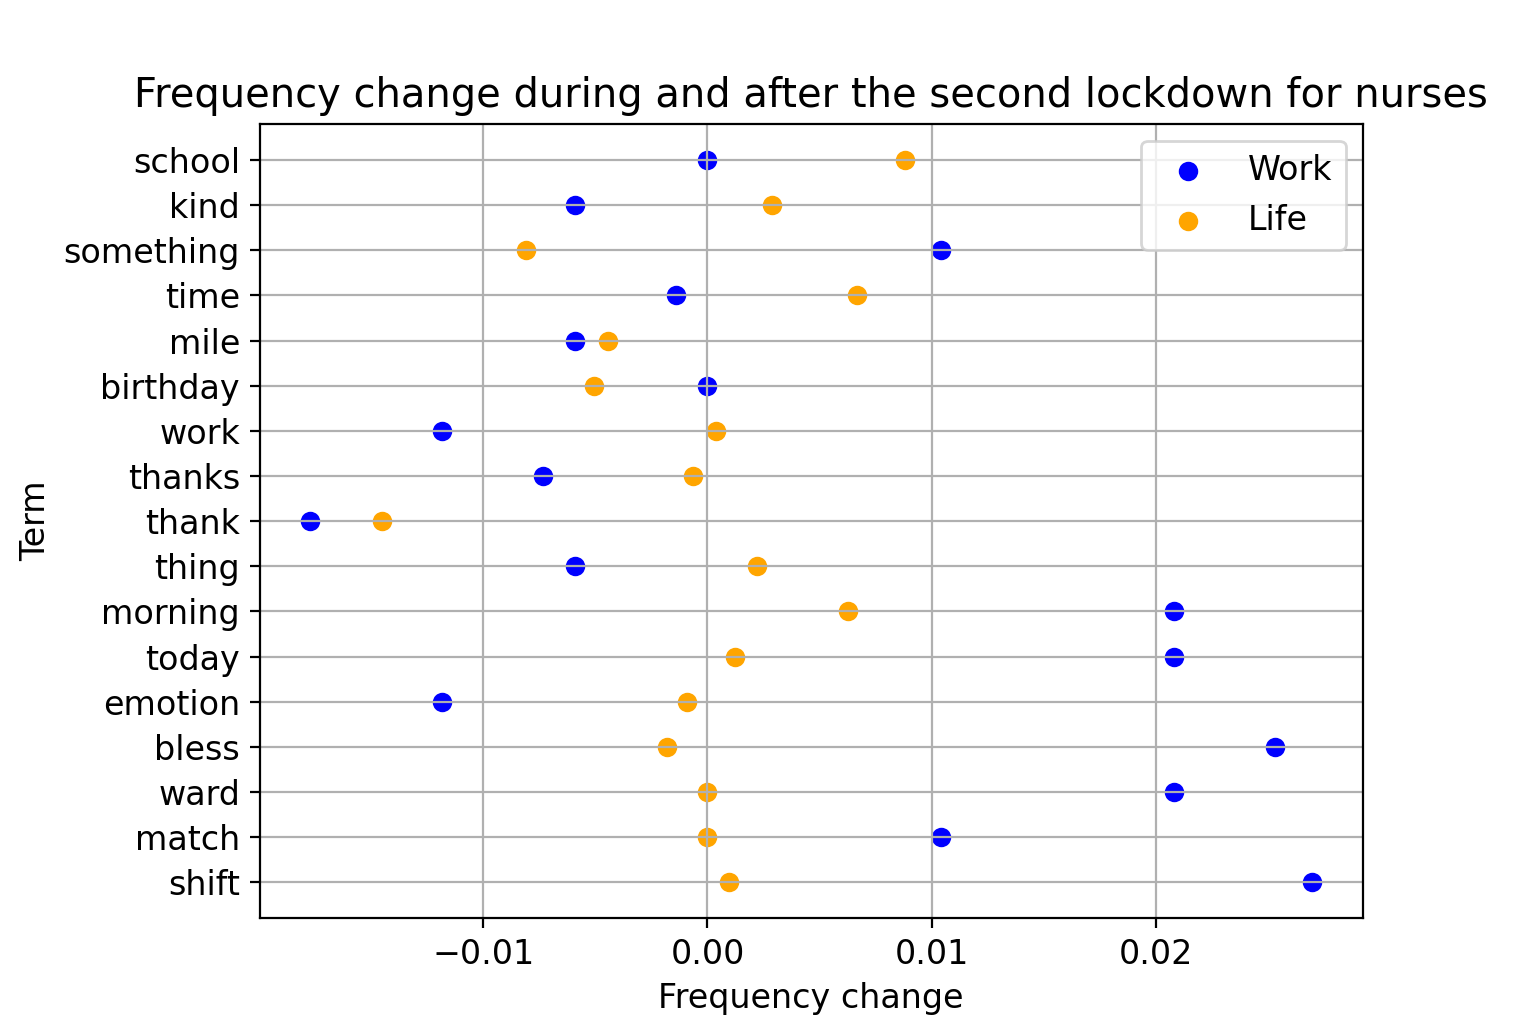 Frequency change during and after the second lockdown for nurses
Work
Life
school
kind
something
time
mile
birthday
work
thanks
thank
thing
morning
today
emotion
bless
ward
match
shift
Term
−0.01
0.00
0.01
0.02
Frequency change